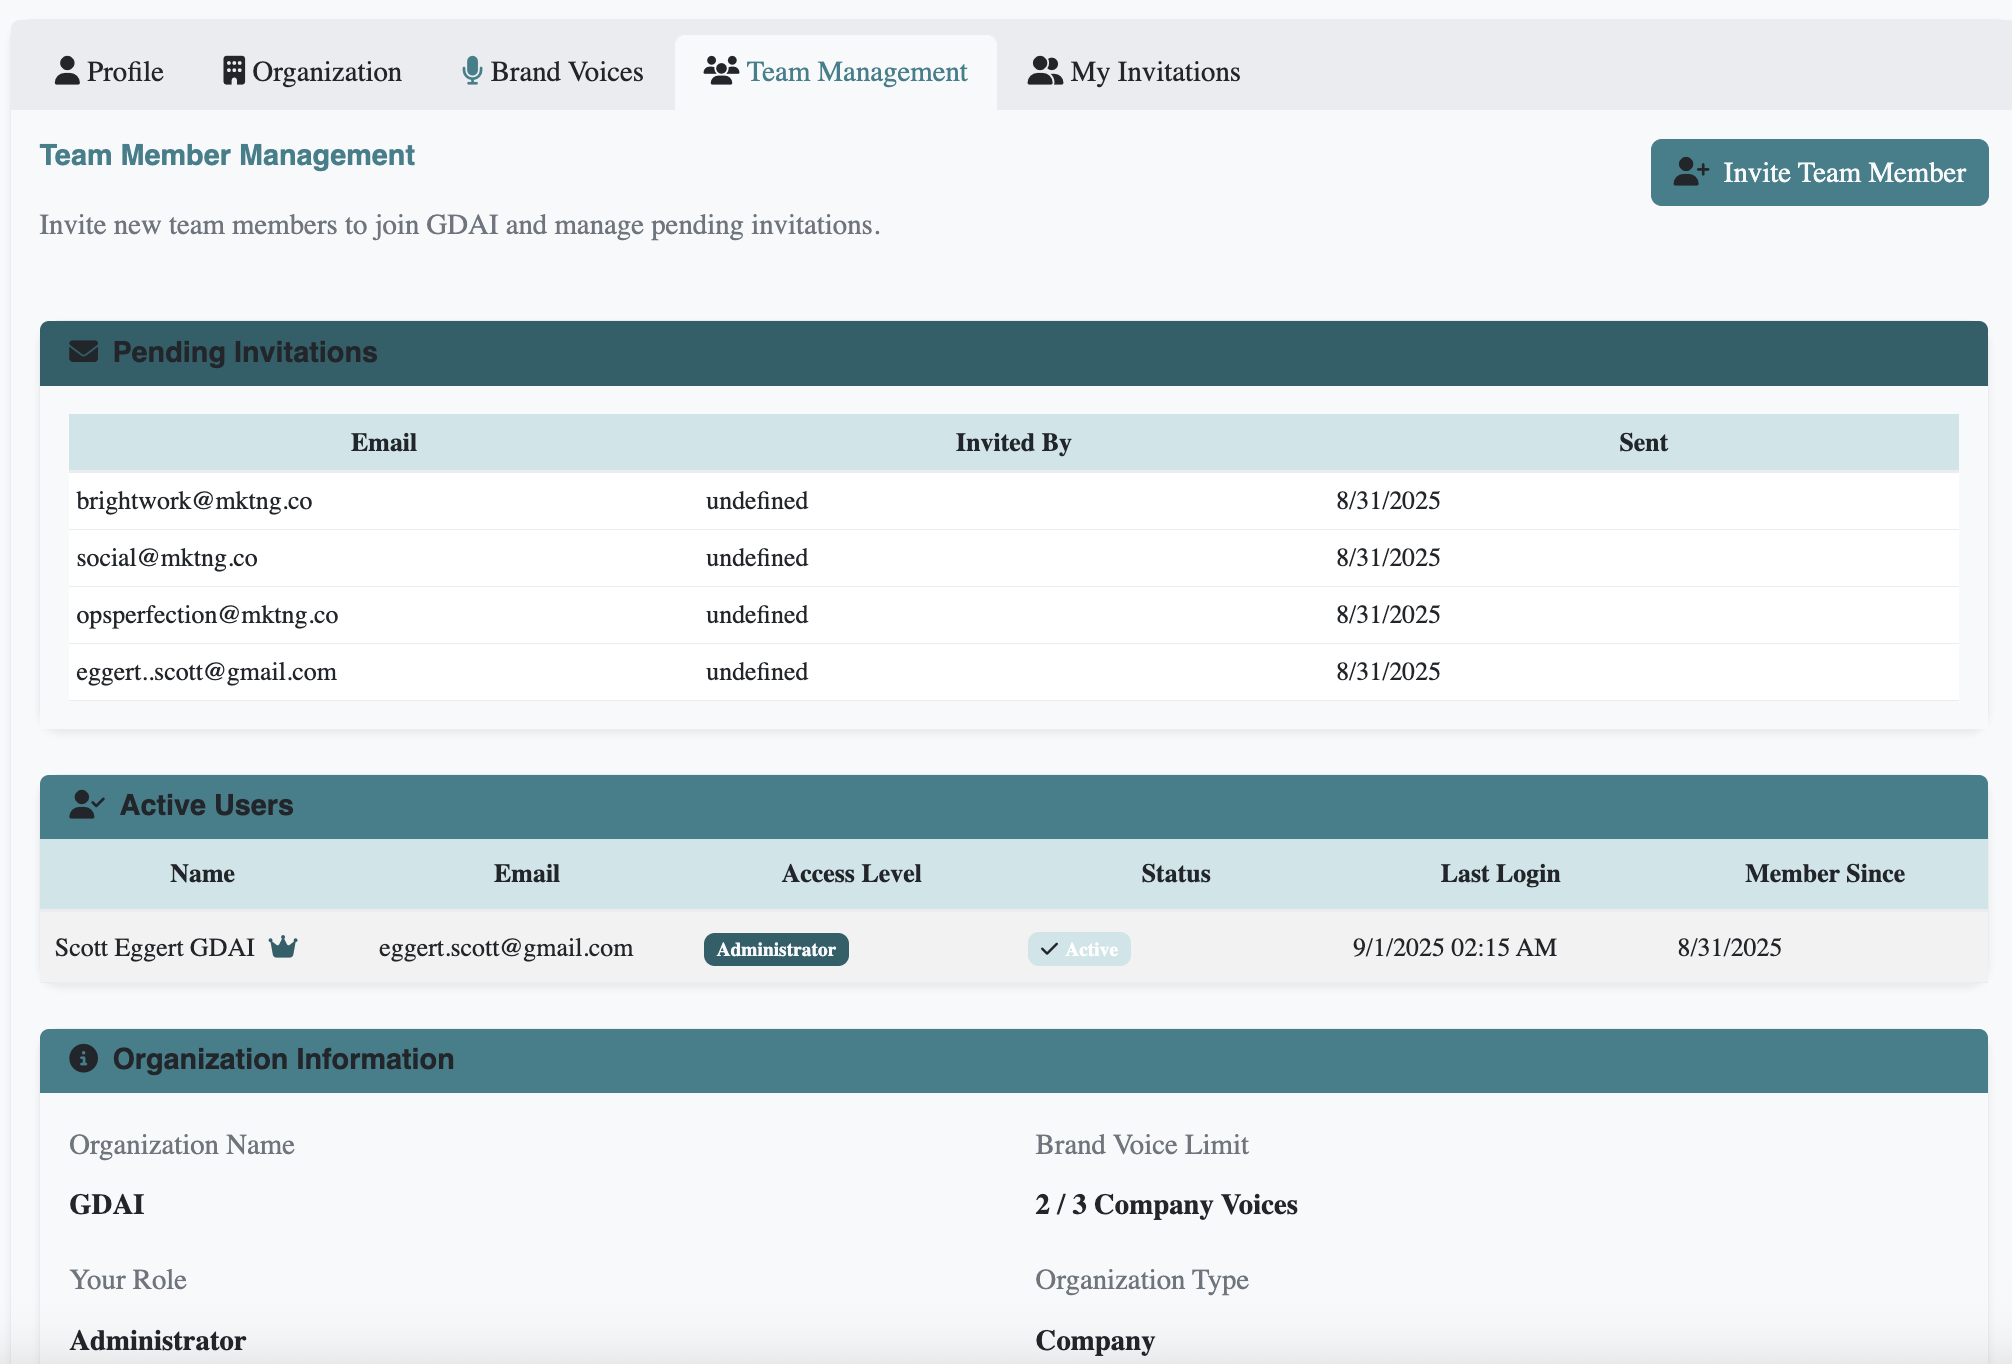 Profile Organization Brand Voices Team Management My Invitations
Team Member Management
Invite Team Member
Invite new team members to join GDAI and manage pending invitations.
Pending Invitations
Email Invited By Sent
brightwork@mktng.co undefined 8/31/2025
social@mktng.co undefined 8/31/2025
opsperfection@mktng.co undefined 8/31/2025
eggert..scott@gmail.com undefined 8/31/2025
Active Users
Name Email Access Level Status Last Login Member Since
Scott Eggert GDAI eggert.scott@gmail.com Administrator Active 9/1/2025 02:15 AM 8/31/2025
Organization Information
Organization Name Brand Voice Limit
GDAI 2 / 3 Company Voices
Your Role Organization Type
Administrator Company